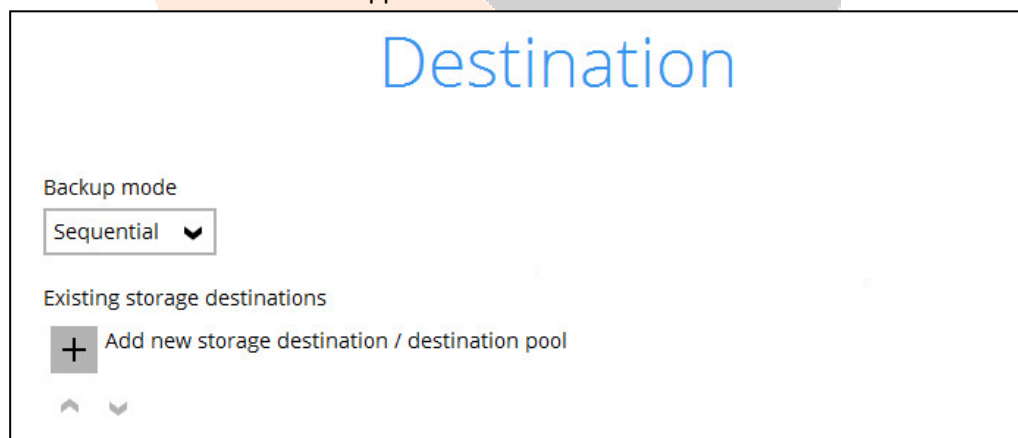 Destination
Backup mode
Sequential
Existing storage destinations
Add new storage destination / destination pool